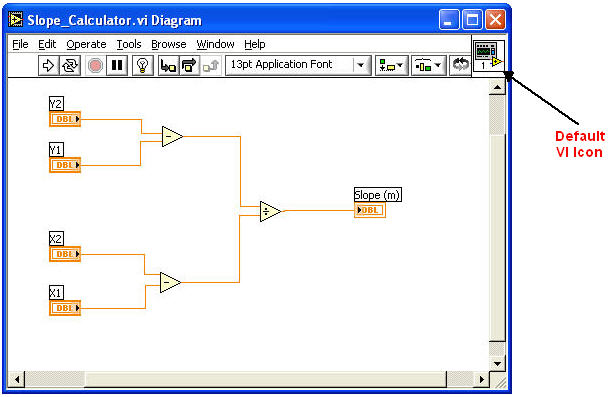 Slope_Calculator.vi Diagram
File Edit Operate Tools Browse Window Help
13pt Application Font
1
Default
VI Icon
Y2
DBL
Y1
DBL
Slope (m)
DBL
X2
DBL
X1
DBL